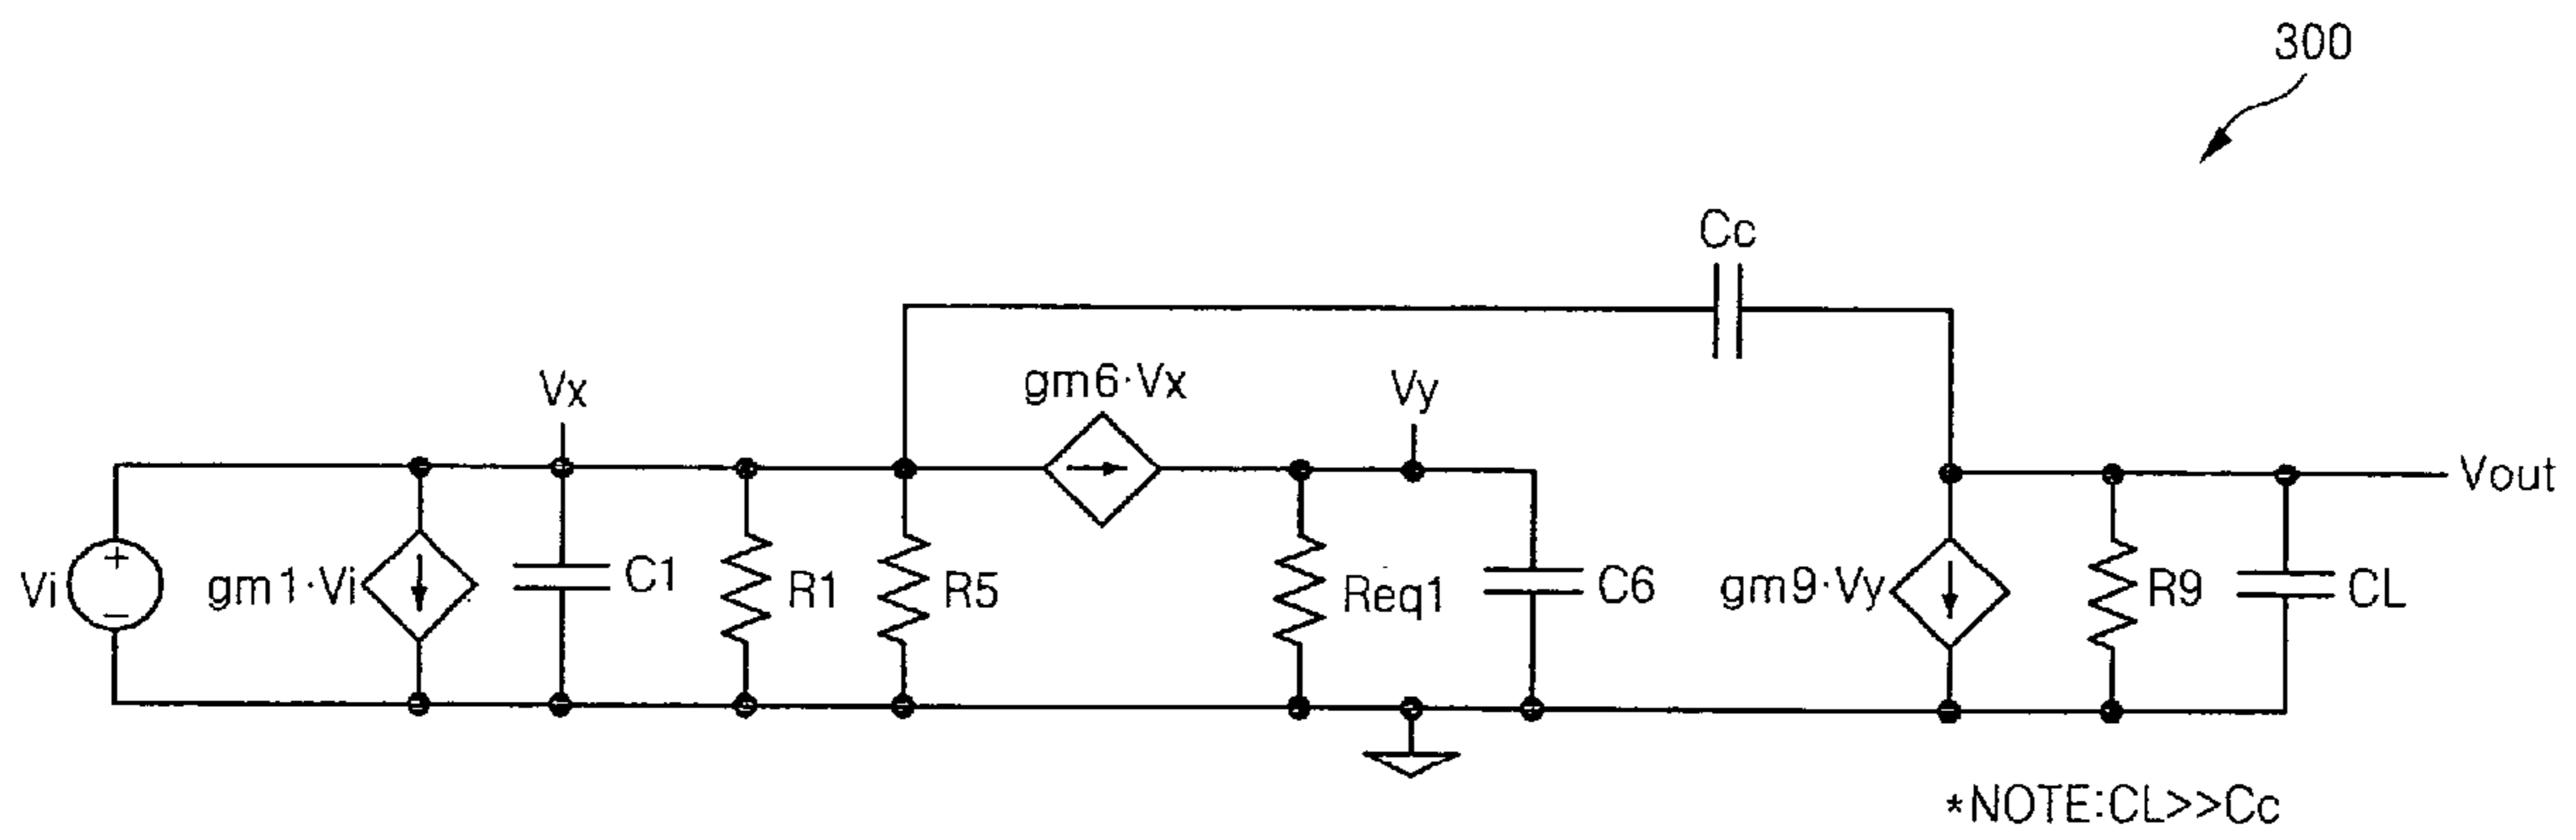 300
Cc
Vx
gm6·Vx
Vy
Vout
Vi
+
−
gm1·Vi
C1
R1
R5
Req1
C6
gm9·Vy
R9
CL
*NOTE:CL>>Cc